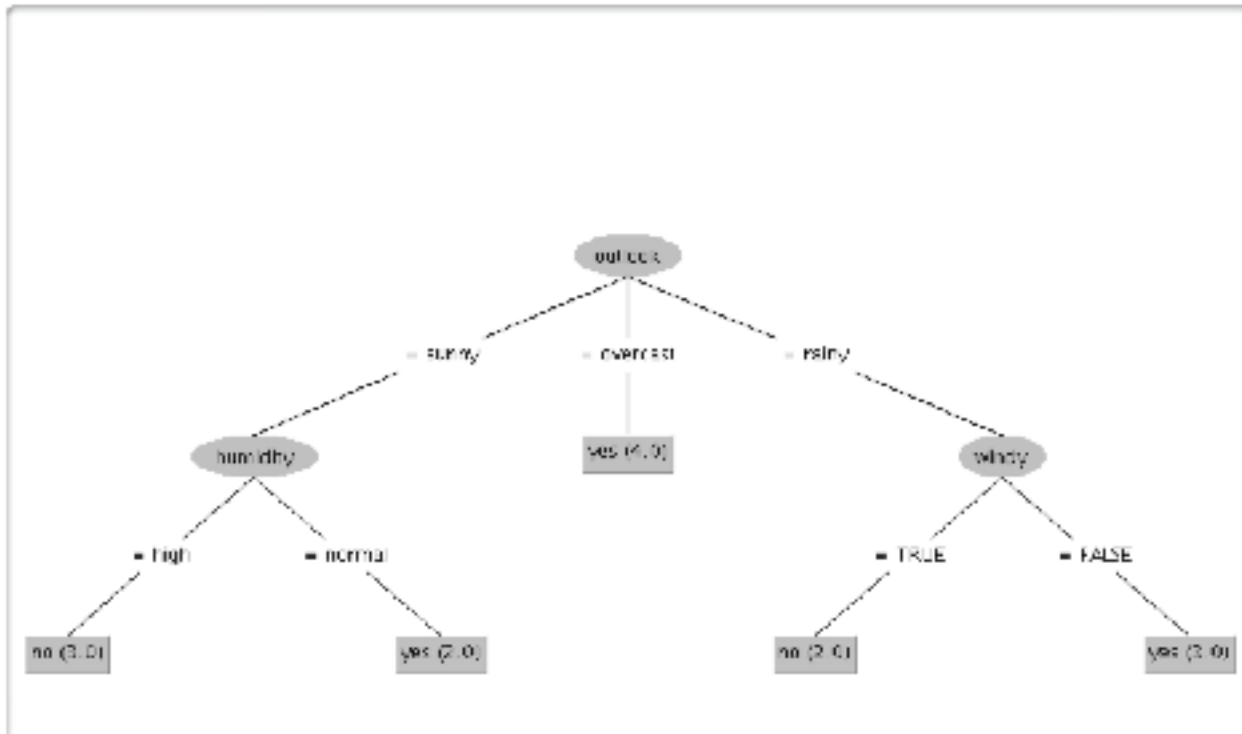 outlook
= sunny
= overcast
= rainy
humidity
yes (4.0)
windy
= high
= normal
= TRUE
= FALSE
no (3.0)
yes (2.0)
no (2.0)
yes (3.0)